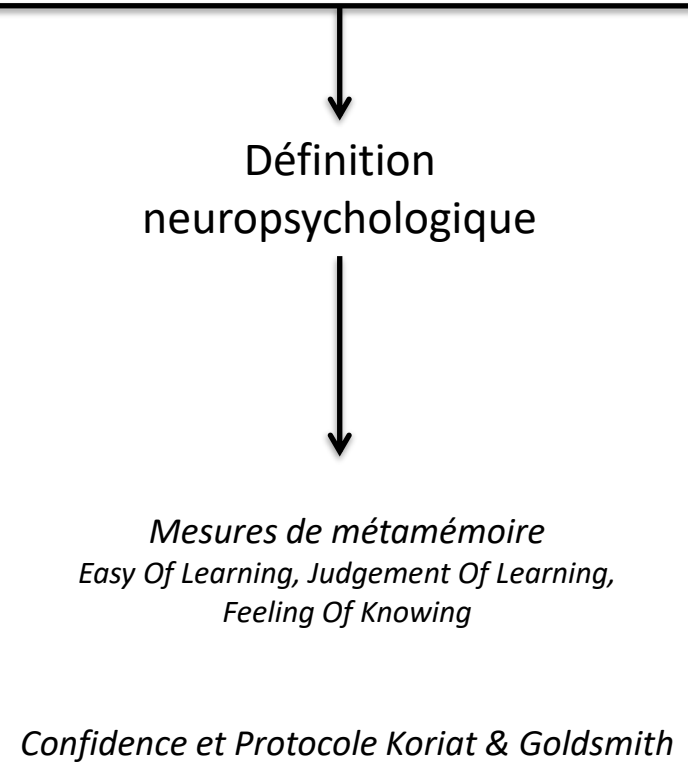 Définition
neuropsychologique
Mesures de métamémoire
Easy Of Learning, Judgement Of Learning,
Feeling Of Knowing
Confidence et Protocole Koriat & Goldsmith